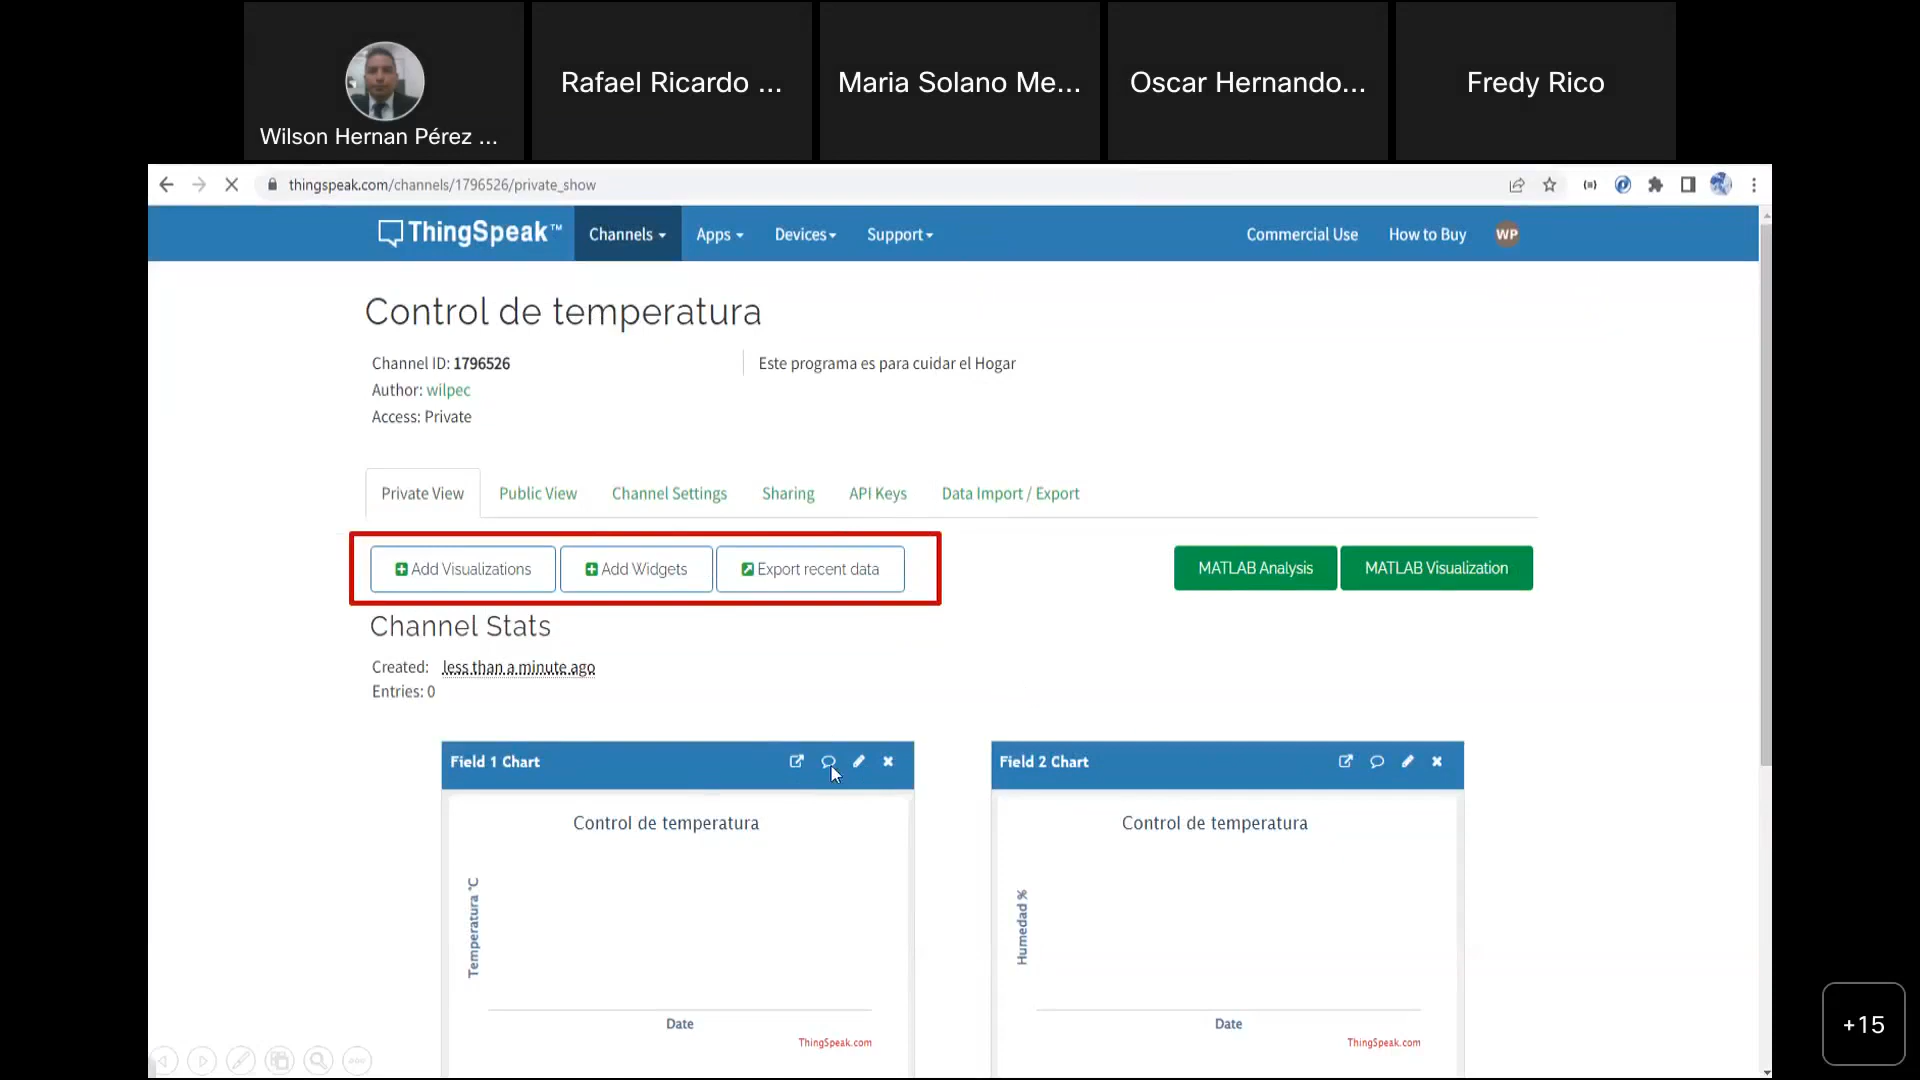 Wilson Hernan Pérez ...
Rafael Ricardo ...
Maria Solano Me...
Oscar Hernando...
Fredy Rico
thingspeak.com/channels/1796526/private_show
ThingSpeak™
Channels
Apps
Devices
Support
Commercial Use
How to Buy
WP
Control de temperatura
Channel ID: 1796526
Author: wilpec
Access: Private
Este programa es para cuidar el Hogar
Private View
Public View
Channel Settings
Sharing
API Keys
Data Import / Export
Add Visualizations
Add Widgets
Export recent data
MATLAB Analysis
MATLAB Visualization
Channel Stats
Created: less than a minute ago
Entries: 0
Field 1 Chart
Control de temperatura
Temperatura °C
Date
ThingSpeak.com
Field 2 Chart
Control de temperatura
Humedad %
Date
ThingSpeak.com
+15